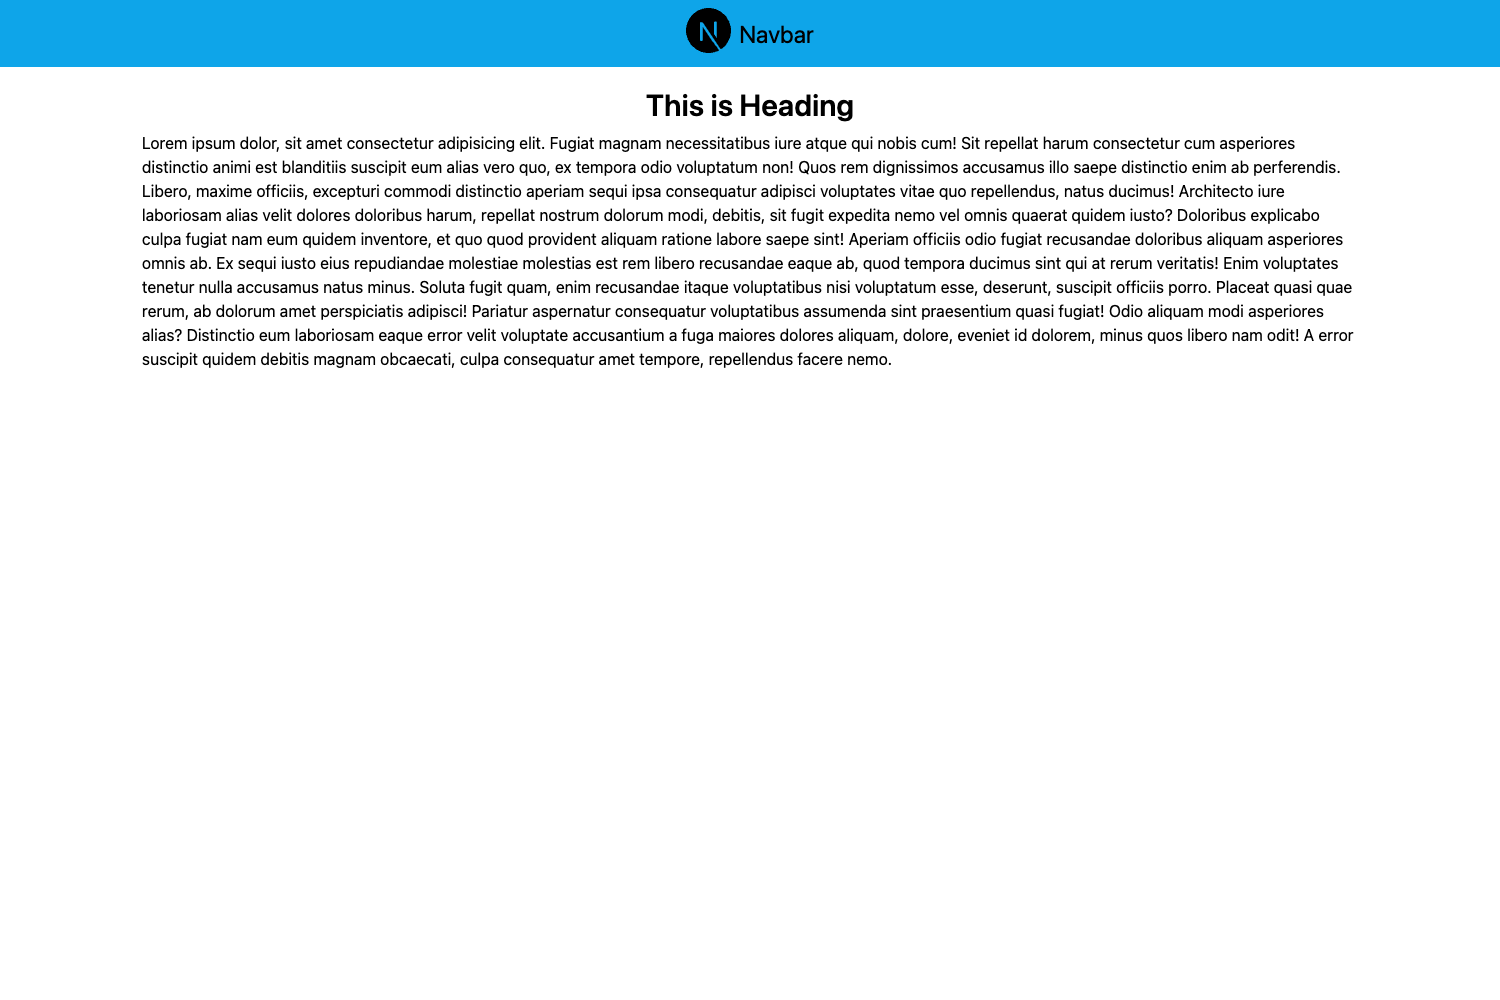 N Navbar
This is Heading
Lorem ipsum dolor, sit amet consectetur adipisicing elit. Fugiat magnam necessitatibus iure atque qui nobis cum! Sit repellat harum consectetur cum asperiores
distinctio animi est blanditiis suscipit eum alias vero quo, ex tempora odio voluptatum non! Quos rem dignissimos accusamus illo saepe distinctio enim ab perferendis.
Libero, maxime officiis, excepturi commodi distinctio aperiam sequi ipsa consequatur adipisci voluptates vitae quo repellendus, natus ducimus! Architecto iure
laboriosam alias velit dolores doloribus harum, repellat nostrum dolorum modi, debitis, sit fugit expedita nemo vel omnis quaerat quidem iusto? Doloribus explicabo
culpa fugiat nam eum quidem inventore, et quo quod provident aliquam ratione labore saepe sint! Aperiam officiis odio fugiat recusandae doloribus aliquam asperiores
omnis ab. Ex sequi iusto eius repudiandae molestiae molestias est rem libero recusandae eaque ab, quod tempora ducimus sint qui at rerum veritatis! Enim voluptates
tenetur nulla accusamus natus minus. Soluta fugit quam, enim recusandae itaque voluptatibus nisi voluptatum esse, deserunt, suscipit officiis porro. Placeat quasi quae
rerum, ab dolorum amet perspiciatis adipisci! Pariatur aspernatur consequatur voluptatibus assumenda sint praesentium quasi fugiat! Odio aliquam modi asperiores
alias? Distinctio eum laboriosam eaque error velit voluptate accusantium a fuga maiores dolores aliquam, dolore, eveniet id dolorem, minus quos libero nam odit! A error
suscipit quidem debitis magnam obcaecati, culpa consequatur amet tempore, repellendus facere nemo.